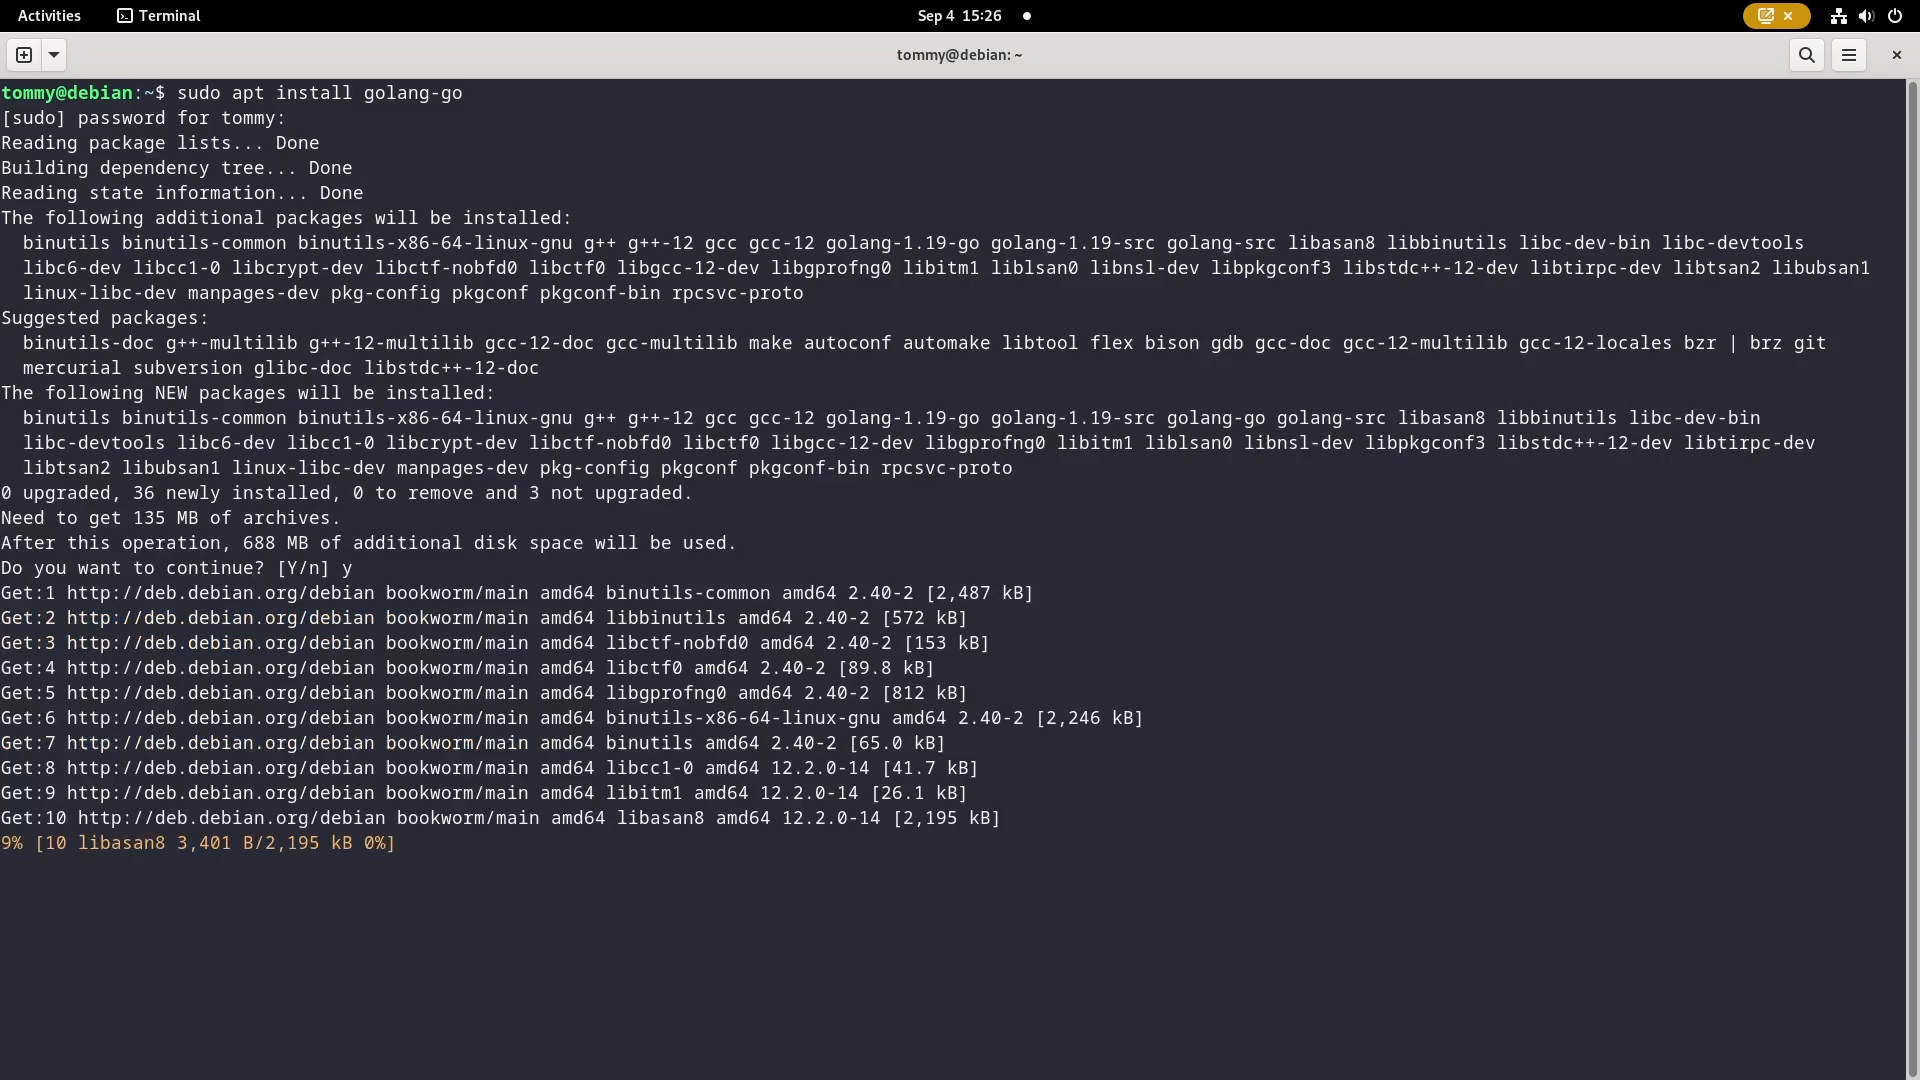 Activities Terminal Sep 4 15:26
tommy@debian: ~
tommy@debian:~$ sudo apt install golang-go
[sudo] password for tommy:
Reading package lists... Done
Building dependency tree... Done
Reading state information... Done
The following additional packages will be installed:
  binutils binutils-common binutils-x86-64-linux-gnu g++ g++-12 gcc gcc-12 golang-1.19-go golang-1.19-src golang-src libasan8 libbinutils libc-dev-bin libc-devtools
  libc6-dev libcc1-0 libcrypt-dev libctf-nobfd0 libctf0 libgcc-12-dev libgprofng0 libitm1 liblsan0 libnsl-dev libpkgconf3 libstdc++-12-dev libtirpc-dev libtsan2 libubsan1
  linux-libc-dev manpages-dev pkg-config pkgconf pkgconf-bin rpcsvc-proto
Suggested packages:
  binutils-doc g++-multilib g++-12-multilib gcc-12-doc gcc-multilib make autoconf automake libtool flex bison gdb gcc-doc gcc-12-multilib gcc-12-locales bzr | brz git
  mercurial subversion glibc-doc libstdc++-12-doc
The following NEW packages will be installed:
  binutils binutils-common binutils-x86-64-linux-gnu g++ g++-12 gcc gcc-12 golang-1.19-go golang-1.19-src golang-go golang-src libasan8 libbinutils libc-dev-bin
  libc-devtools libc6-dev libcc1-0 libcrypt-dev libctf-nobfd0 libctf0 libgcc-12-dev libgprofng0 libitm1 liblsan0 libnsl-dev libpkgconf3 libstdc++-12-dev libtirpc-dev
  libtsan2 libubsan1 linux-libc-dev manpages-dev pkg-config pkgconf pkgconf-bin rpcsvc-proto
0 upgraded, 36 newly installed, 0 to remove and 3 not upgraded.
Need to get 135 MB of archives.
After this operation, 688 MB of additional disk space will be used.
Do you want to continue? [Y/n] y
Get:1 http://deb.debian.org/debian bookworm/main amd64 binutils-common amd64 2.40-2 [2,487 kB]
Get:2 http://deb.debian.org/debian bookworm/main amd64 libbinutils amd64 2.40-2 [572 kB]
Get:3 http://deb.debian.org/debian bookworm/main amd64 libctf-nobfd0 amd64 2.40-2 [153 kB]
Get:4 http://deb.debian.org/debian bookworm/main amd64 libctf0 amd64 2.40-2 [89.8 kB]
Get:5 http://deb.debian.org/debian bookworm/main amd64 libgprofng0 amd64 2.40-2 [812 kB]
Get:6 http://deb.debian.org/debian bookworm/main amd64 binutils-x86-64-linux-gnu amd64 2.40-2 [2,246 kB]
Get:7 http://deb.debian.org/debian bookworm/main amd64 binutils amd64 2.40-2 [65.0 kB]
Get:8 http://deb.debian.org/debian bookworm/main amd64 libcc1-0 amd64 12.2.0-14 [41.7 kB]
Get:9 http://deb.debian.org/debian bookworm/main amd64 libitm1 amd64 12.2.0-14 [26.1 kB]
Get:10 http://deb.debian.org/debian bookworm/main amd64 libasan8 amd64 12.2.0-14 [2,195 kB]
9% [10 libasan8 3,401 B/2,195 kB 0%]